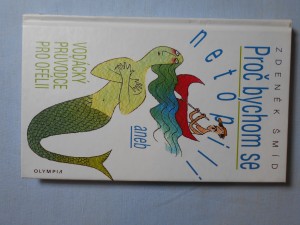 ZDENĚK ŠMÍD
Proč bychom se
netopili
aneb
VODÁCKÝ
PRŮVODCE
PRO OFÉLII
OLYMPIA